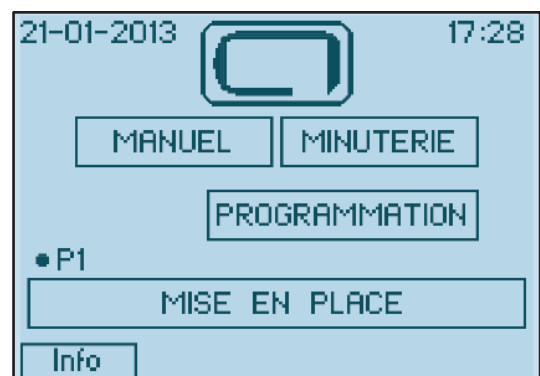 21-01-2013 17:28
MANUEL MINUTERIE
PROGRAMMATION
•P1
MISE EN PLACE
Info